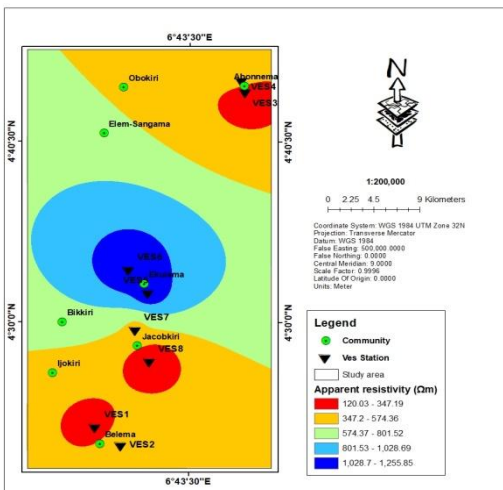 6°43'30"E
Obokiri
Abonnema
VES4
VES3
Elem-Sangama
4°40'30"N
4°40'30"N
VES7
Bikkiri
4°30'0"N
4°30'0"N
Jacobkiri
VES8
Ijokiri
VES1
Belema
VES2
6°43'30"E
N
1:200,000
0 2.25 4.5 9 Kilometers
Coordinate System: WGS 1984 UTM Zone 32N
Projection: Transverse Mercator
Datum: WGS 1984
False Easting: 500,000.0000
False Northing: 0.0000
Central Meridian: 9.0000
Scale Factor: 0.9996
Latitude Of Origin: 0.0000
Units: Meter
Legend
Community
Ves Station
Study area
Apparent resistivity (Ωm)
120.03 - 347.19
347.2 - 574.36
574.37 - 801.52
801.53 - 1,028.69
1,028.7 - 1,255.85